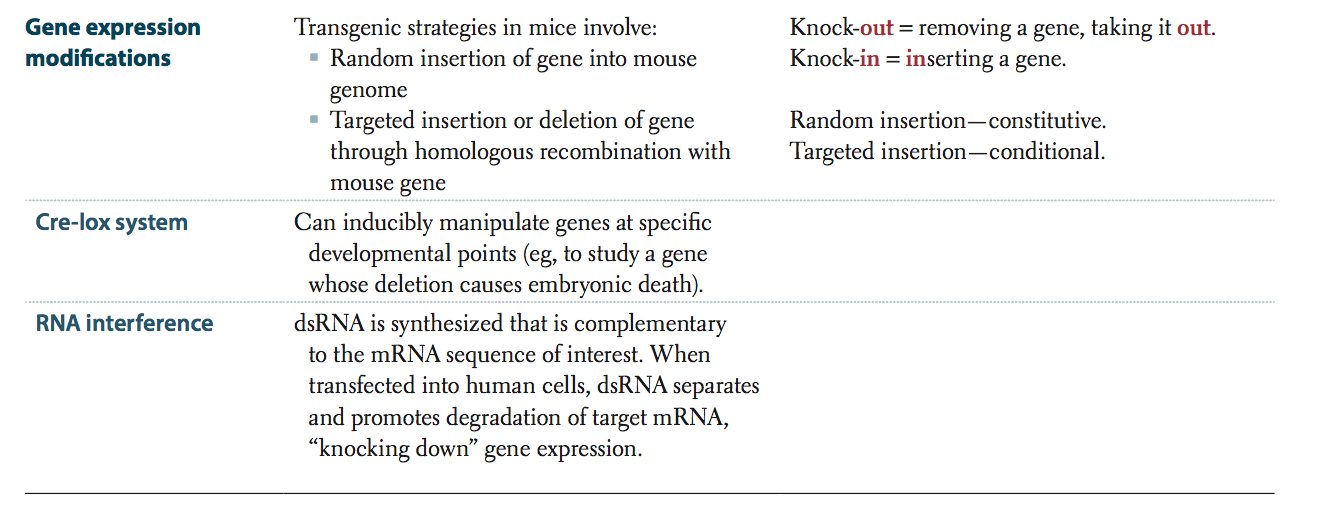 Gene expression
modifications
Transgenic strategies in mice involve:
▪ Random insertion of gene into mouse
genome
▪ Targeted insertion or deletion of gene
through homologous recombination with
mouse gene
Knock-out = removing a gene, taking it out.
Knock-in = inserting a gene.
Random insertion—constitutive.
Targeted insertion—conditional.
Cre-lox system
Can inducibly manipulate genes at specific
developmental points (eg, to study a gene
whose deletion causes embryonic death).
RNA interference
dsRNA is synthesized that is complementary
to the mRNA sequence of interest. When
transfected into human cells, dsRNA separates
and promotes degradation of target mRNA,
“knocking down” gene expression.